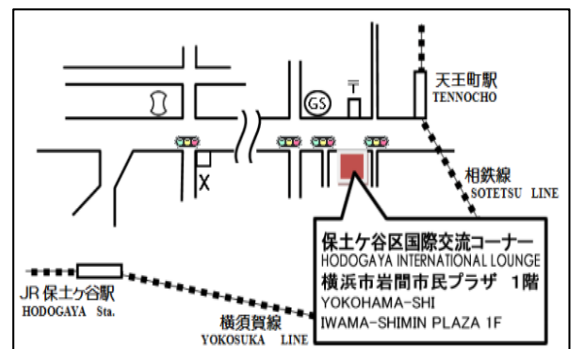 天王町駅
TENNOCHO
GS
〒
相鉄線
SOTETSU LINE
X
保土ケ谷区国際交流コーナー
HODOGAYA INTERNATIONAL LOUNGE
横浜市岩間市民プラザ 1階
YOKOHAMA-SHI
IWAMA-SHIMIN PLAZA 1F
JR 保土ヶ谷駅
HODOGAYA Sta.
横須賀線
YOKOSUKA LINE